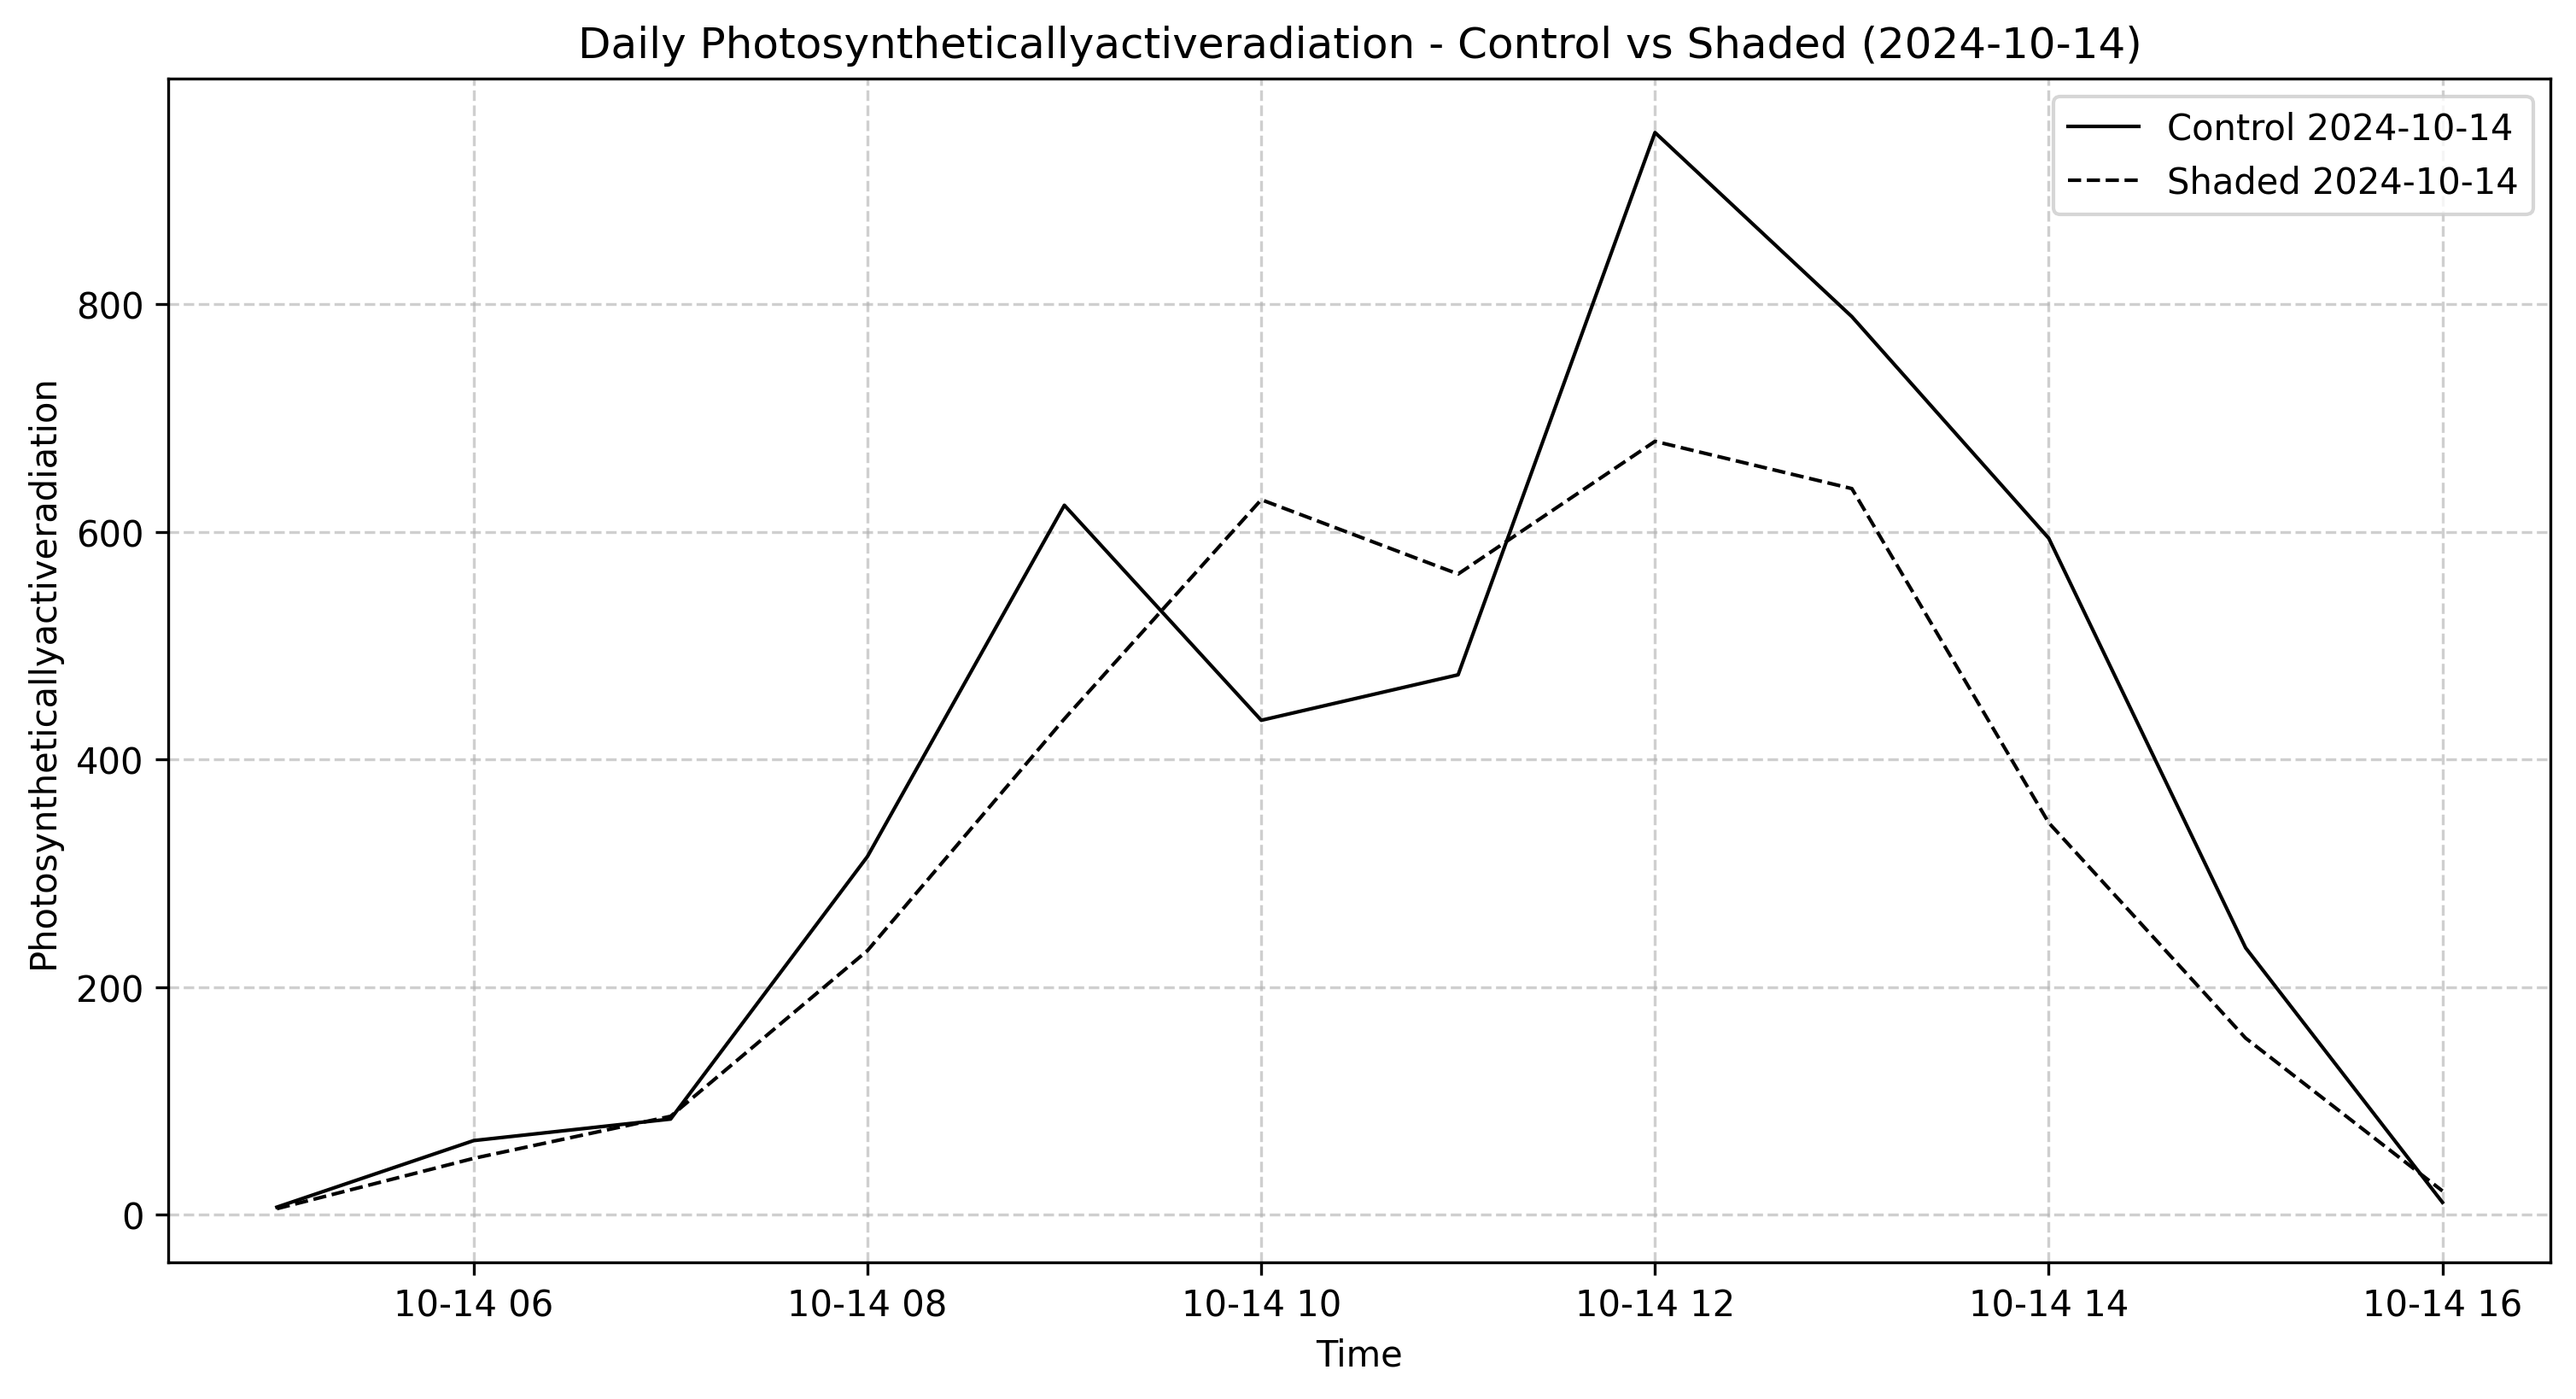 Daily Photosyntheticallyactiveradiation - Control vs Shaded (2024-10-14)
Control 2024-10-14
Shaded 2024-10-14
Photosyntheticallyactiveradiation
800
600
400
200
0
10-14 06
10-14 08
10-14 10
10-14 12
10-14 14
10-14 16
Time